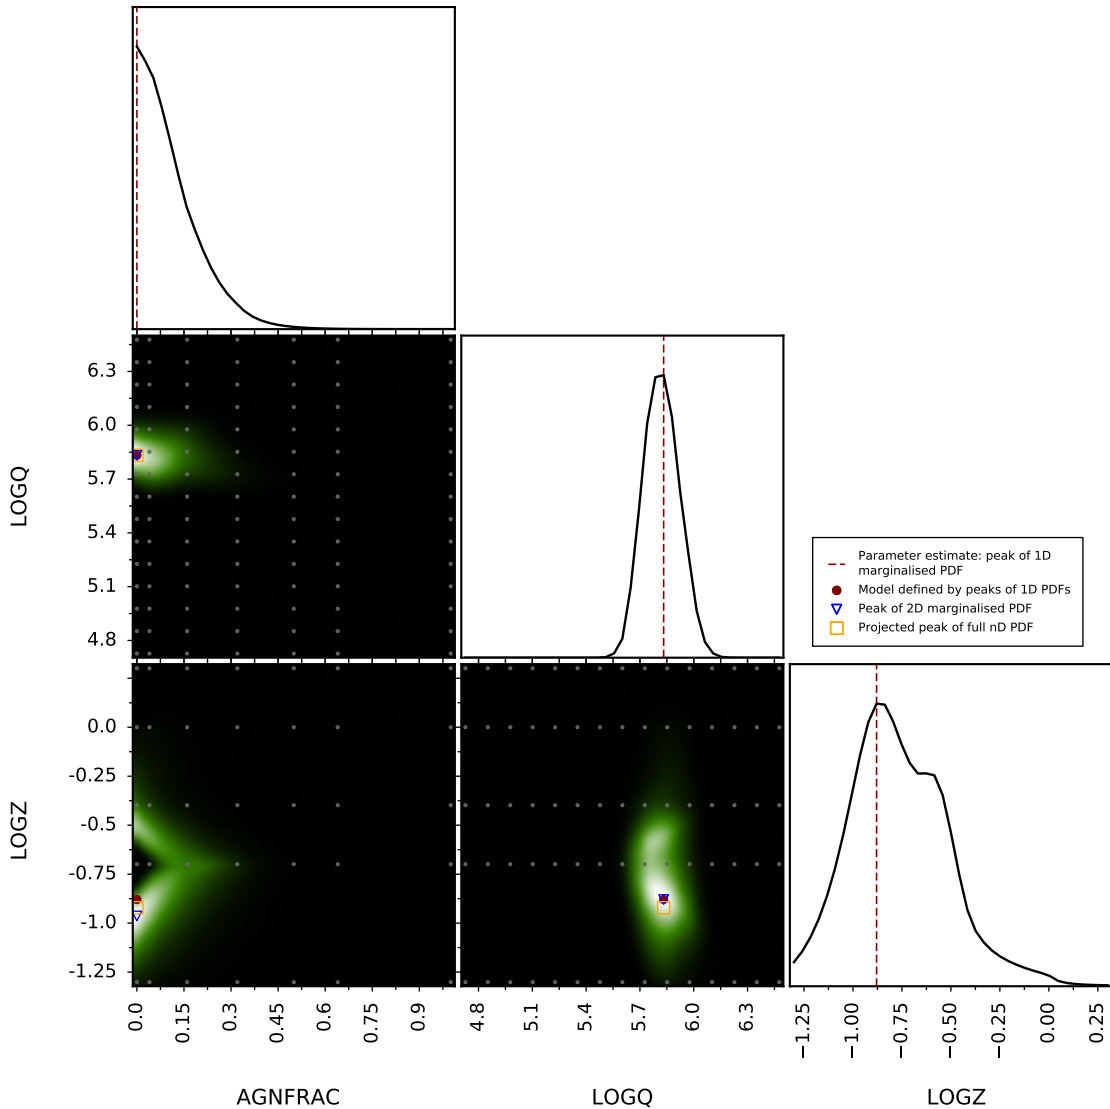 LOGQ
6.3
6.0
5.7
5.4
5.1
4.8
Parameter estimate: peak of 1D
marginalised PDF
Model defined by peaks of 1D PDFs
Peak of 2D marginalised PDF
Projected peak of full nD PDF
LOGZ
0.0
-0.25
-0.5
-0.75
-1.0
-1.25
0.0 0.15 0.3 0.45 0.6 0.75 0.9
4.8 5.1 5.4 5.7 6.0 6.3
−1.25 −1.00 −0.75 −0.50 −0.25 0.00 0.25
AGNFRAC LOGQ LOGZ